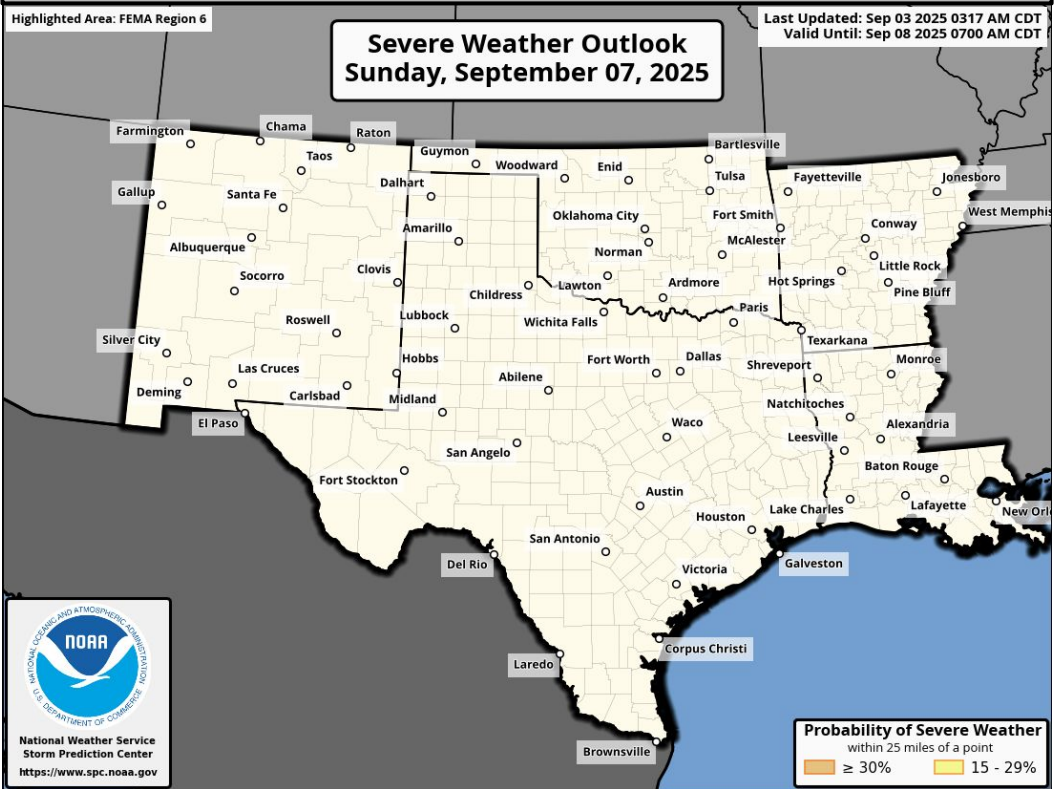 Highlighted Area: FEMA Region 6
Last Updated: Sep 03 2025 0317 AM CDT
Valid Until: Sep 08 2025 0700 AM CDT
Severe Weather Outlook
Sunday, September 07, 2025
Farmington
Chama
Raton
Taos
Guymon
Woodward
Enid
Bartlesville
Tulsa
Fayetteville
Jonesboro
Gallup
Santa Fe
Dalhart
Oklahoma City
Fort Smith
West Memphis
Albuquerque
Amarillo
Norman
McAlester
Conway
Socorro
Clovis
Childress
Lawton
Ardmore
Hot Springs
Little Rock
Pine Bluff
Roswell
Lubbock
Wichita Falls
Paris
Texarkana
Silver City
Hobbs
Fort Worth
Dallas
Shreveport
Monroe
Deming
Las Cruces
Carlsbad
Midland
Abilene
Natchitoches
El Paso
Waco
Leesville
Alexandria
San Angelo
Fort Stockton
Baton Rouge
Austin
Houston
Lake Charles
Lafayette
New Orl
San Antonio
Del Rio
Victoria
Galveston
Laredo
Corpus Christi
Brownsville
NATIONAL OCEANIC AND ATMOSPHERIC ADMINISTRATION
NOAA
U.S. DEPARTMENT OF COMMERCE
National Weather Service
Storm Prediction Center
https://www.spc.noaa.gov
Probability of Severe Weather
within 25 miles of a point
≥ 30%
15 - 29%